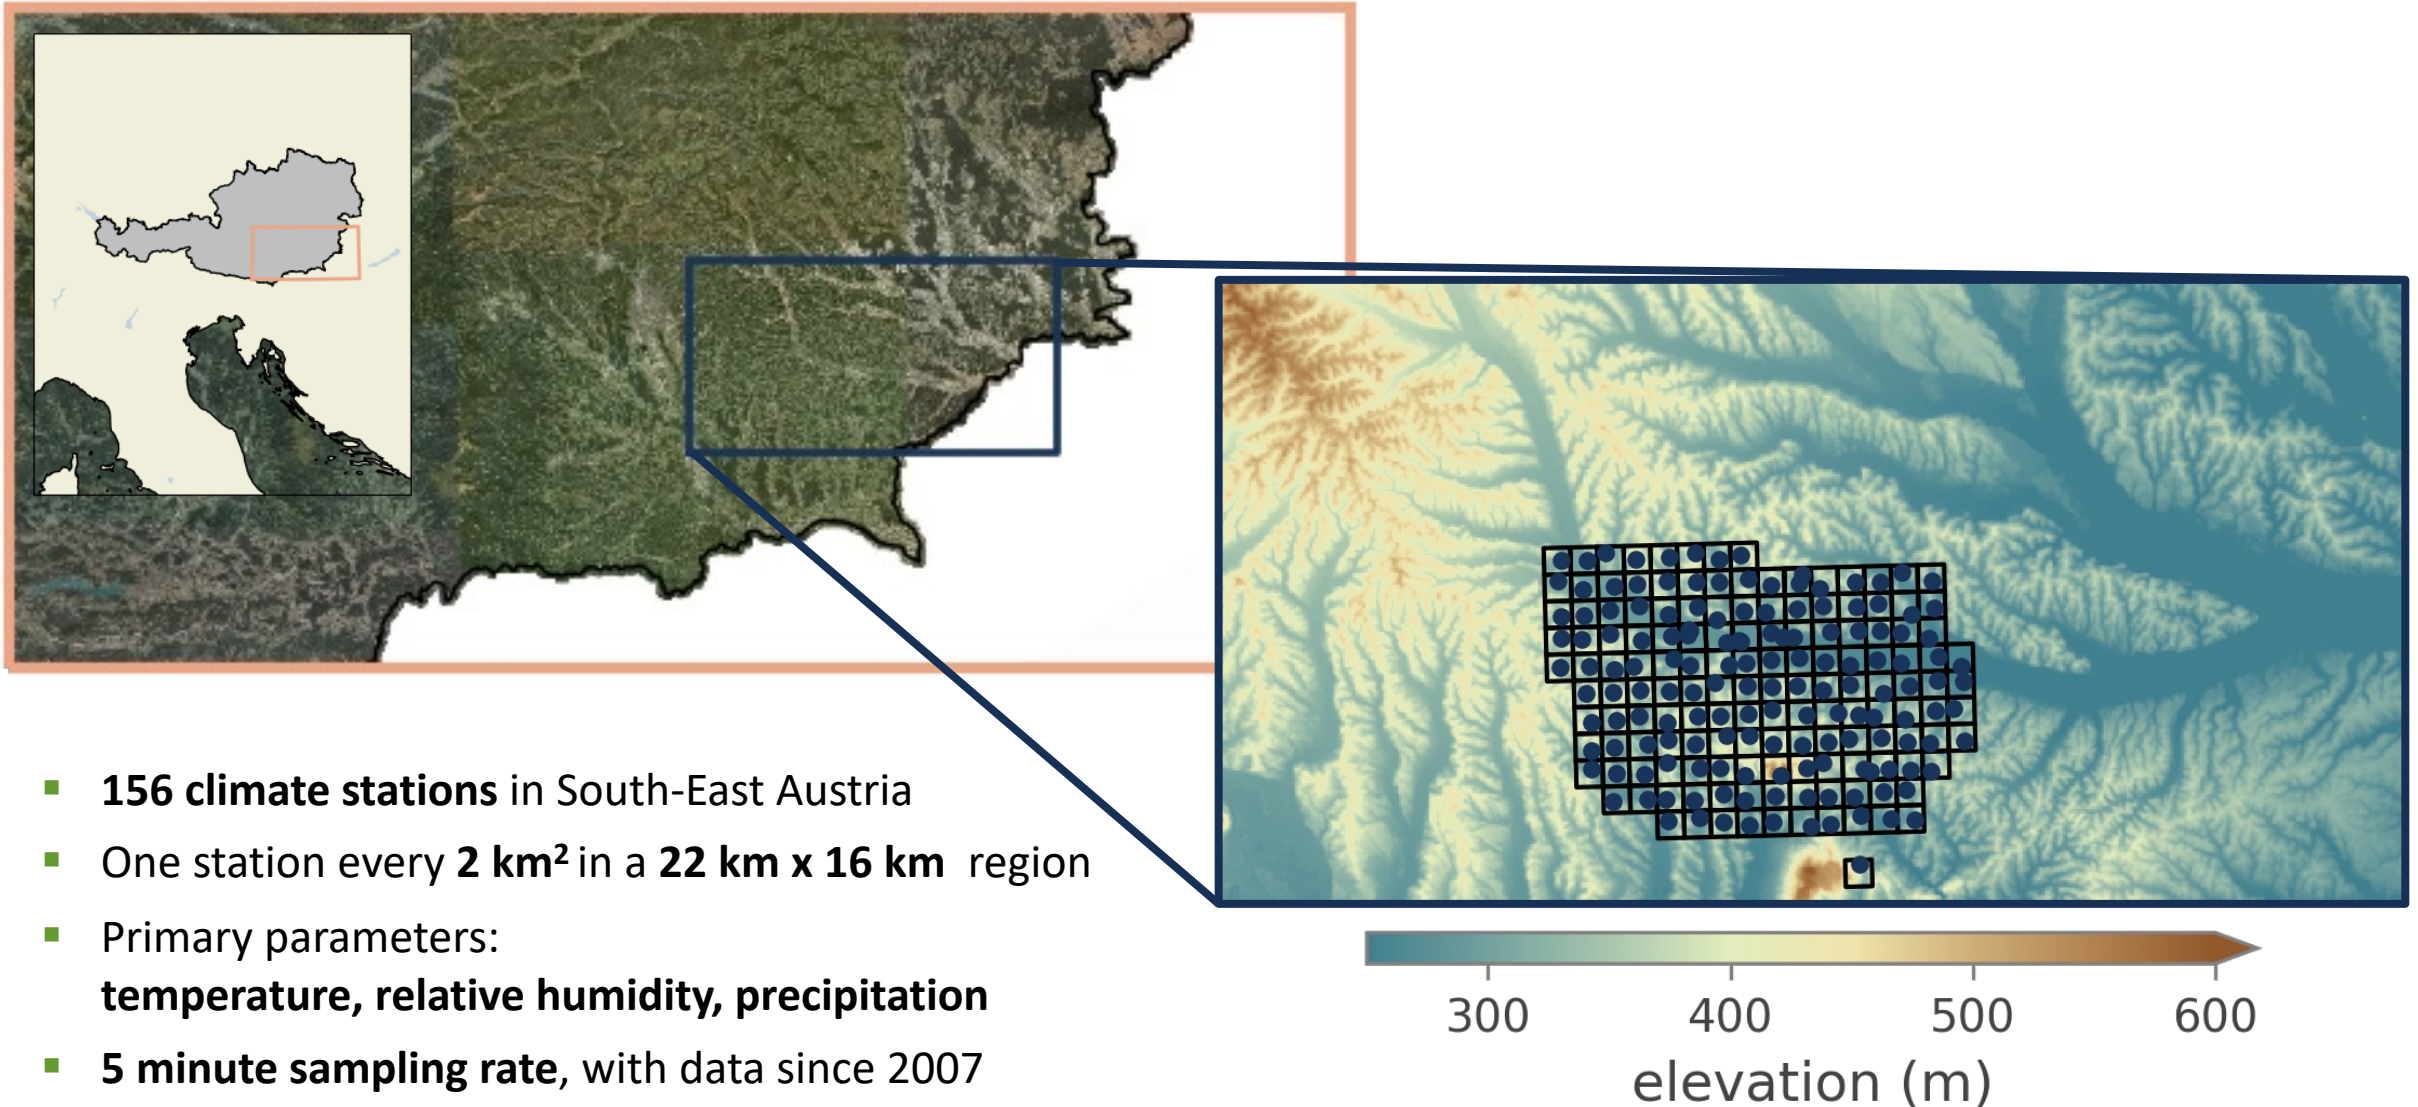 ▪ 156 climate stations in South-East Austria
▪ One station every 2 km² in a 22 km x 16 km region
▪ Primary parameters:
temperature, relative humidity, precipitation
▪ 5 minute sampling rate, with data since 2007
300 400 500 600
elevation (m)